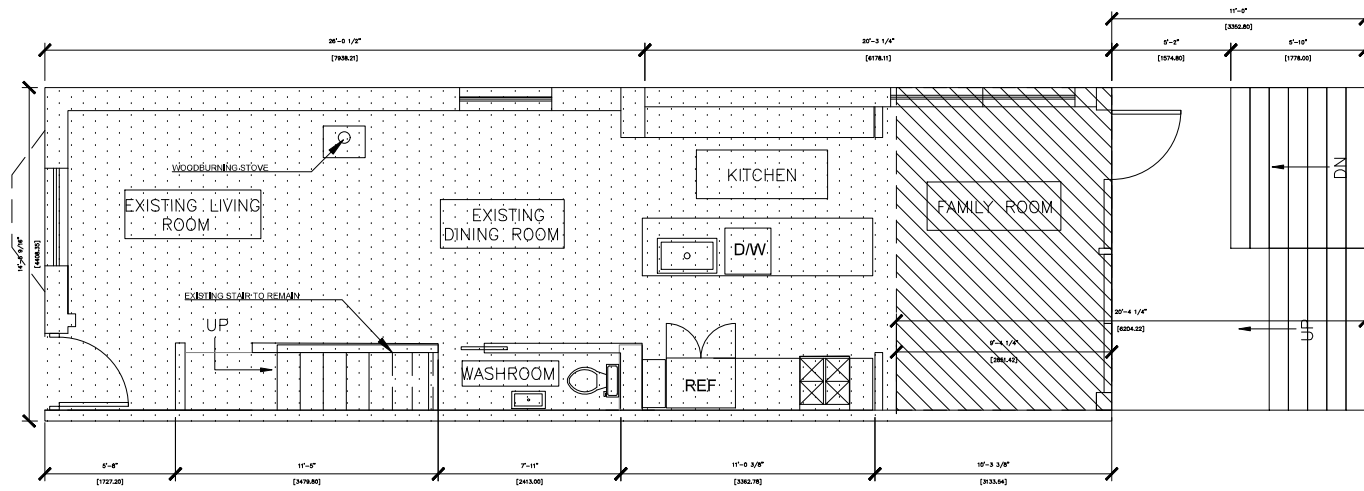 11'-0"
[3352.80]
26'-0 1/2"
[7938.21]
20'-3 1/4"
[6178.11]
5'-2"
[1574.80]
5'-10"
[1778.00]
WOODBURNING STOVE
KITCHEN
DN
EXISTING LIVING
ROOM
EXISTING
DINING ROOM
FAMILY ROOM
D/W
14'-5 9/16"
[4408.35]
EXISTING STAIR TO REMAIN
UP
20'-4 1/4"
[6204.22]
UP
9'-4 1/4"
[2851.42]
WASHROOM
REF
5'-8"
[1727.20]
11'-5"
[3479.80]
7'-11"
[2413.00]
11'-0 3/8"
[3362.78]
10'-3 3/8"
[3133.54]